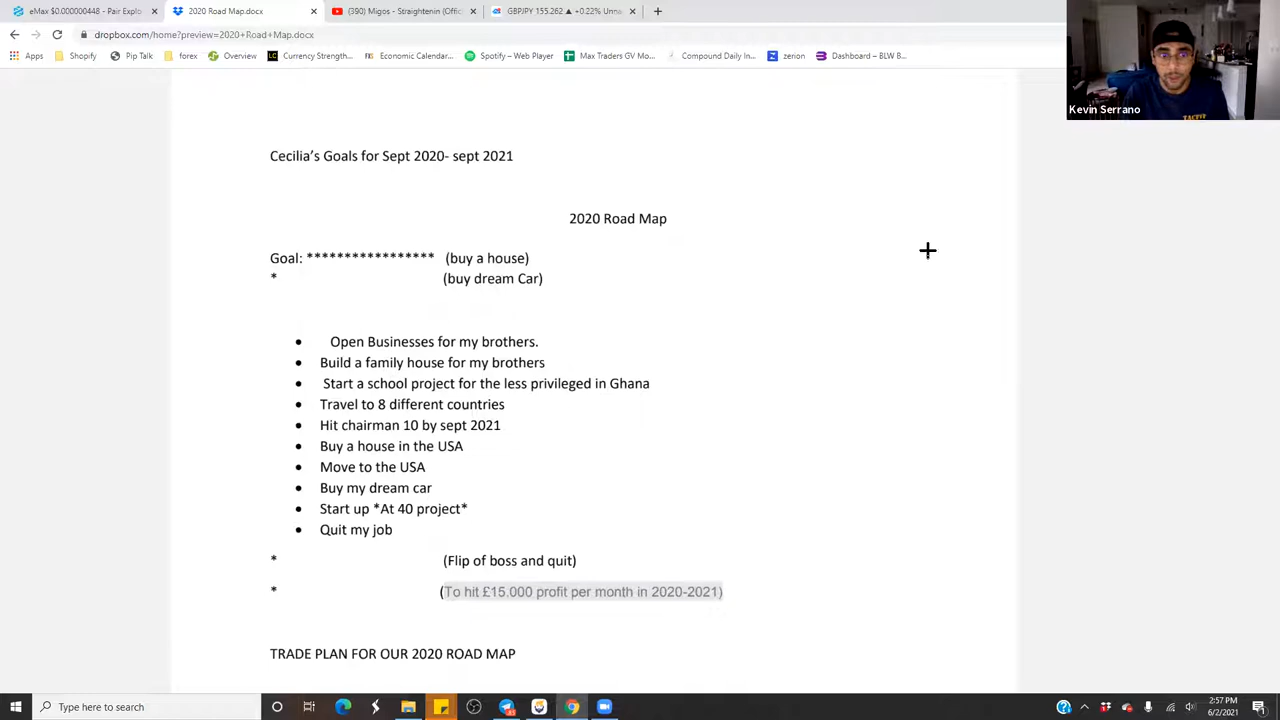 eMax $0.000000448 - Par Explo
2020 Road Map.docx
(390) Migos - Straightenin (Offic
GBPJPY 155.262 ▲ +0.22% Unna
dropbox.com/home?preview=2020+Road+Map.docx
Apps
Shopify
Pip Talk
forex
Overview
Currency Strength...
Economic Calendar...
Spotify – Web Player
Max Traders GV Mo...
Compound Daily In...
zerion
Dashboard – BLW B...
Kevin Serrano
Cecilia's Goals for Sept 2020- sept 2021
2020 Road Map
Goal: ***************** (buy a house)
* (buy dream Car)
• Open Businesses for my brothers.
• Build a family house for my brothers
• Start a school project for the less privileged in Ghana
• Travel to 8 different countries
• Hit chairman 10 by sept 2021
• Buy a house in the USA
• Move to the USA
• Buy my dream car
• Start up *At 40 project*
• Quit my job
* (Flip of boss and quit)
* (To hit £15.000 profit per month in 2020-2021)
TRADE PLAN FOR OUR 2020 ROAD MAP
Type here to search
2:57 PM
6/2/2021